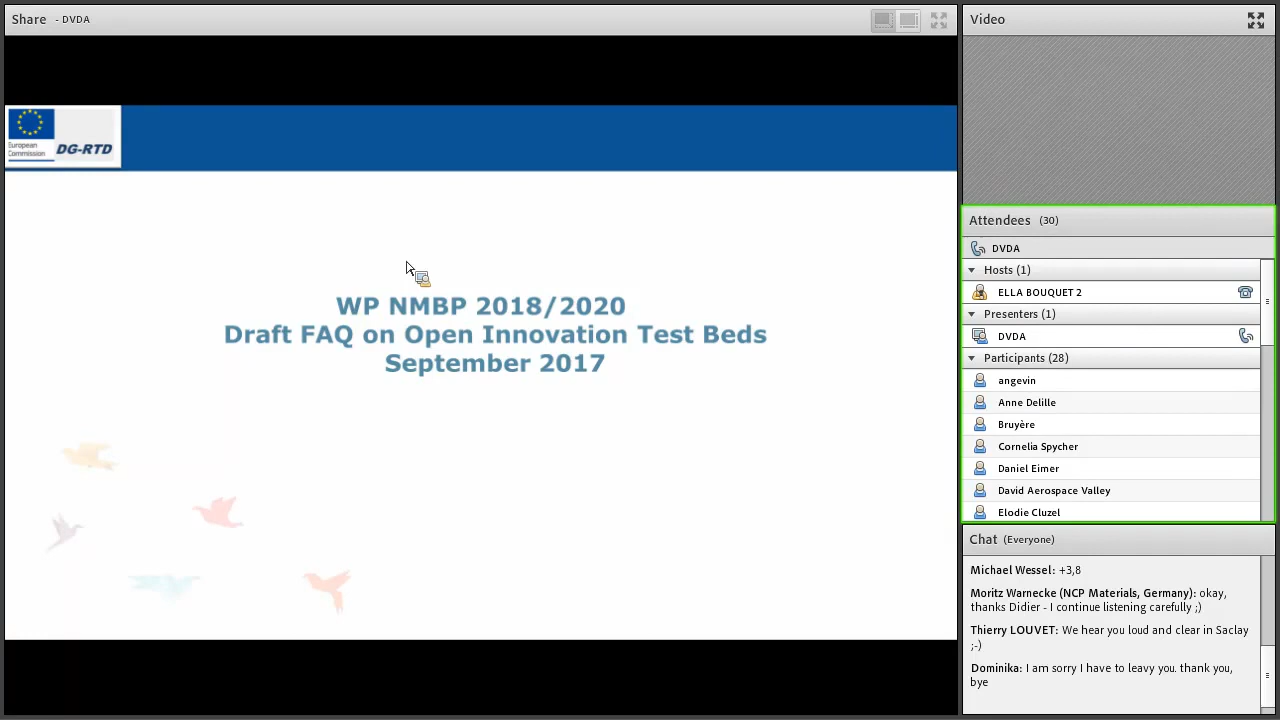 Share - DVDA
European
Commission
DG-RTD
WP NMBP 2018/2020
Draft FAQ on Open Innovation Test Beds
September 2017
Video
Attendees (30)
DVDA
Hosts (1)
ELLA BOUQUET 2
Presenters (1)
DVDA
Participants (28)
angevin
Anne Delille
Bruyère
Cornelia Spycher
Daniel Eimer
David Aerospace Valley
Elodie Cluzel
Chat (Everyone)
Michael Wessel: +3,8
Moritz Warnecke (NCP Materials, Germany): okay,
thanks Didier - I continue listening carefully ;)
Thierry LOUVET: We hear you loud and clear in Saclay
;-)
Dominika: I am sorry I have to leavy you. thank you,
bye